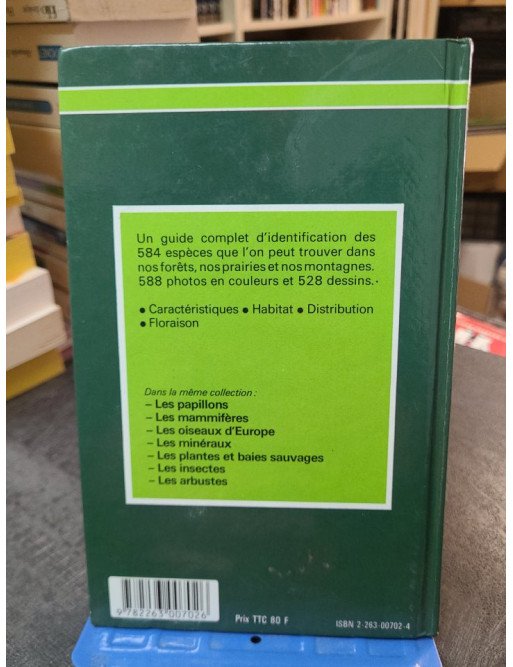 Un guide complet d'identification des
584 espèces que l'on peut trouver dans
nos forêts, nos prairies et nos montagnes.
588 photos en couleurs et 528 dessins.
• Caractéristiques • Habitat • Distribution
• Floraison
Dans la même collection :
– Les papillons
– Les mammifères
– Les oiseaux d'Europe
– Les minéraux
– Les plantes et baies sauvages
– Les insectes
– Les arbustes
9 782263 007026
Prix TTC 80 F
ISBN 2-263-00702-4